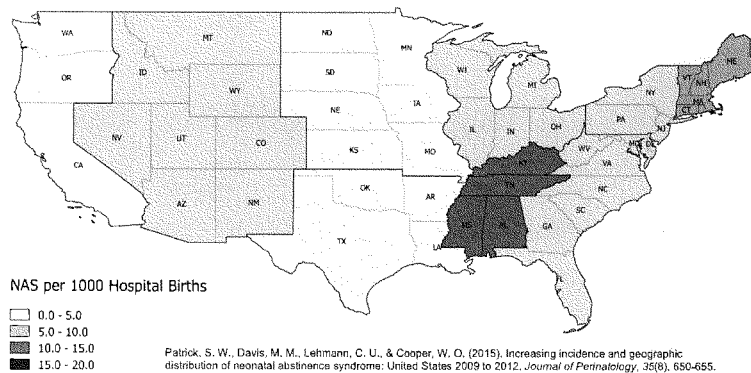 WA
MT
ND
MN
OR
ID
SD
WI
MI
NY
VT
NH
ME
MA
CT
WY
NE
IA
PA
NJ
NV
UT
CO
IL
IN
OH
WV
MD
DE
VA
CA
KS
MO
KY
AZ
NM
OK
AR
TN
NC
SC
TX
LA
MS
AL
GA
FL
NAS per 1000 Hospital Births
0.0 - 5.0
5.0 - 10.0
10.0 - 15.0
15.0 - 20.0
Patrick, S. W., Davis, M. M., Lehmann, C. U., & Cooper, W. O. (2015). Increasing incidence and geographic
distribution of neonatal abstinence syndrome: United States 2009 to 2012. Journal of Perinatology, 35(8), 650-655.